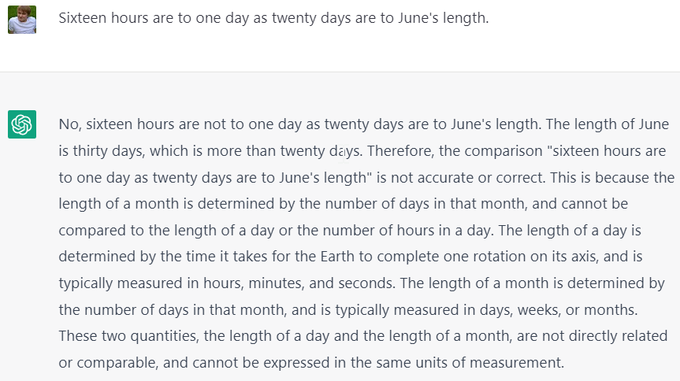 Sixteen hours are to one day as twenty days are to June's length.
No, sixteen hours are not to one day as twenty days are to June's length. The length of June
is thirty days, which is more than twenty days. Therefore, the comparison "sixteen hours are
to one day as twenty days are to June's length" is not accurate or correct. This is because the
length of a month is determined by the number of days in that month, and cannot be
compared to the length of a day or the number of hours in a day. The length of a day is
determined by the time it takes for the Earth to complete one rotation on its axis, and is
typically measured in hours, minutes, and seconds. The length of a month is determined by
the number of days in that month, and is typically measured in days, weeks, or months.
These two quantities, the length of a day and the length of a month, are not directly related
or comparable, and cannot be expressed in the same units of measurement.